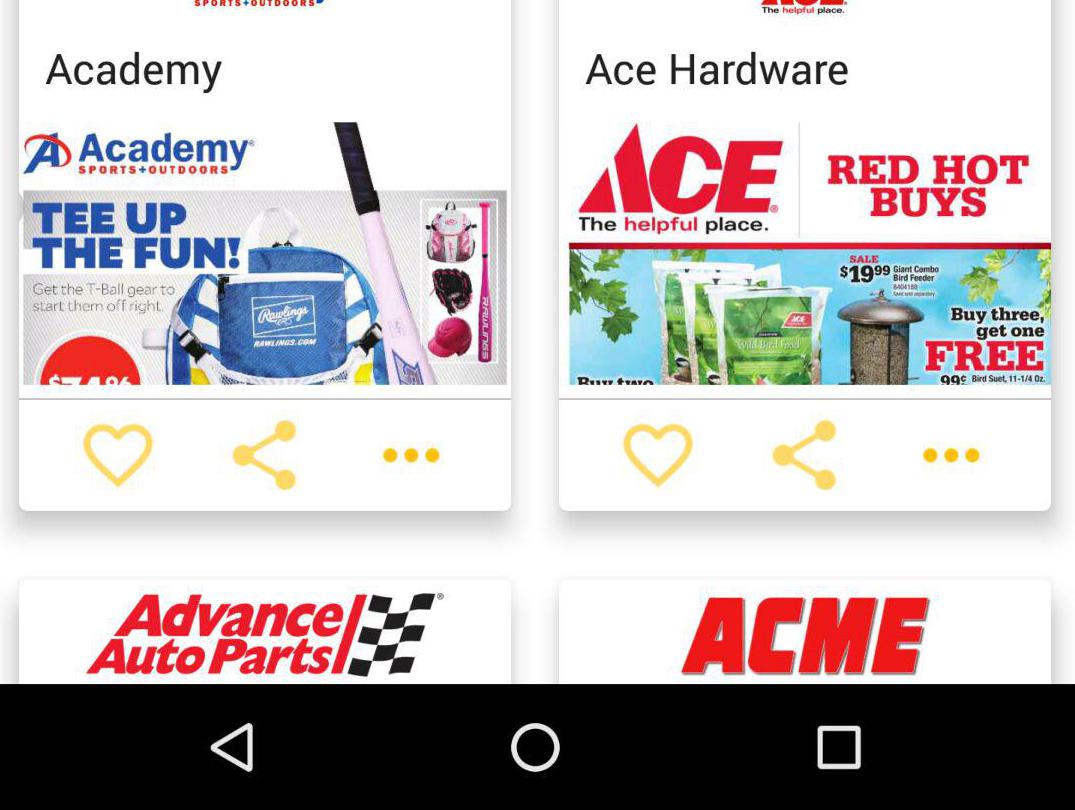 SPORTS+OUTDOORS
The helpful place.
Academy
Ace Hardware
Academy
SPORTS+OUTDOORS
TEE UP
THE FUN!
Get the T-Ball gear to
start them off right.
Rawlings
RAWLINGS.COM
RAWLINGS
ACE
The helpful place.
RED HOT
BUYS
SALE
$19.99 Giant Combo
Bird Feeder
8404188
ACE
Wild Bird Food
Buy three,
get one
FREE
Buy two
99¢ Bird Suet, 11-1/4 Oz.
Advance
Auto Parts
ACME